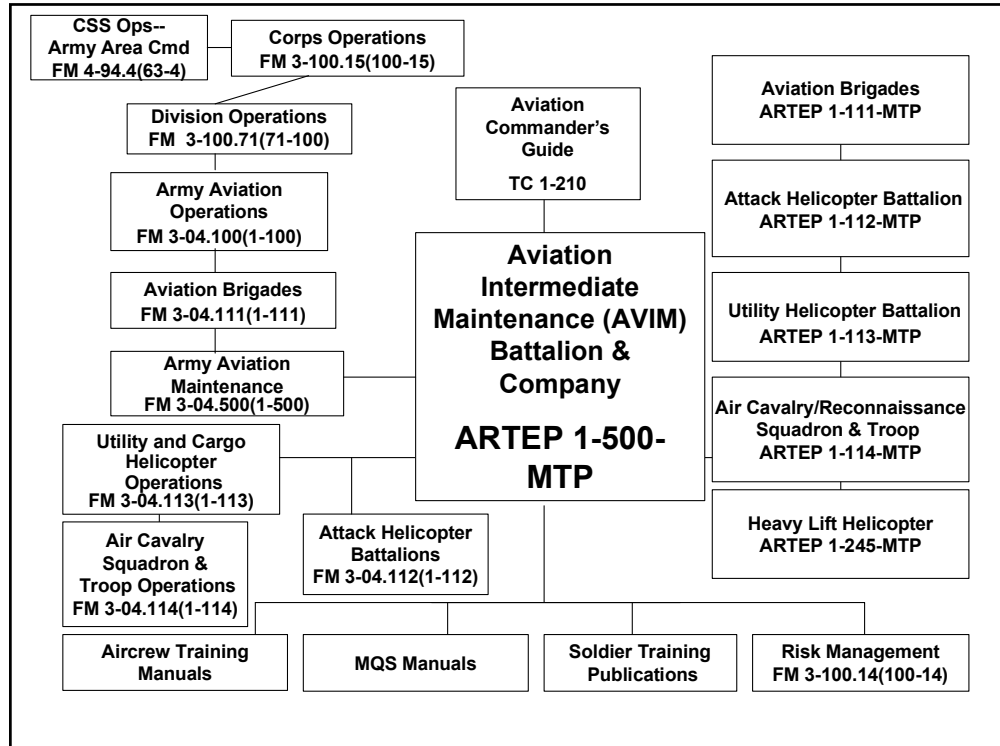 CSS Ops--
Army Area Cmd
FM 4-94.4(63-4)
Corps Operations
FM 3-100.15(100-15)
Division Operations
FM 3-100.71(71-100)
Army Aviation
Operations
FM 3-04.100(1-100)
Aviation Brigades
FM 3-04.111(1-111)
Army Aviation
Maintenance
FM 3-04.500(1-500)
Utility and Cargo
Helicopter
Operations
FM 3-04.113(1-113)
Air Cavalry
Squadron &
Troop Operations
FM 3-04.114(1-114)
Attack Helicopter
Battalions
FM 3-04.112(1-112)
Aviation
Commander’s
Guide
TC 1-210
Aviation
Intermediate
Maintenance (AVIM)
Battalion &
Company
ARTEP 1-500-
MTP
Aviation Brigades
ARTEP 1-111-MTP
Attack Helicopter Battalion
ARTEP 1-112-MTP
Utility Helicopter Battalion
ARTEP 1-113-MTP
Air Cavalry/Reconnaissance
Squadron & Troop
ARTEP 1-114-MTP
Heavy Lift Helicopter
ARTEP 1-245-MTP
Aircrew Training
Manuals
MQS Manuals
Soldier Training
Publications
Risk Management
FM 3-100.14(100-14)